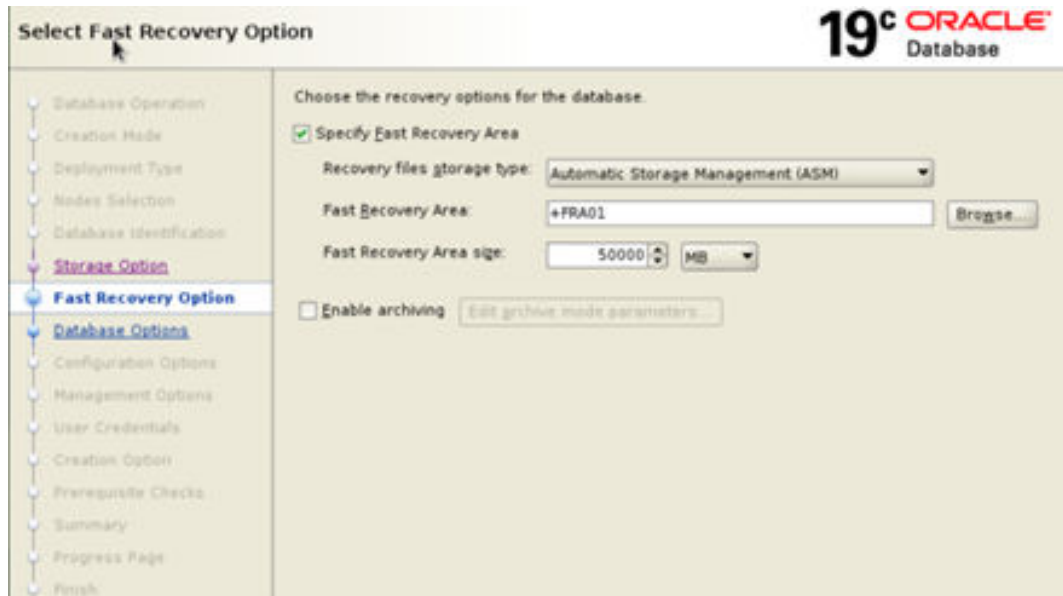 Select Fast Recovery Option
19c ORACLE
Database
Database Operation
Creation Mode
Deployment Type
Nodes Selection
Database Identification
Storage Option
Fast Recovery Option
Database Options
Configuration Options
Management Options
User Credentials
Creation Option
Prerequisite Checks
Summary
Progress Page
Finish
Choose the recovery options for the database.
Specify Fast Recovery Area
Recovery files storage type: Automatic Storage Management (ASM)
Fast Recovery Area: +FRA01 Browse...
Fast Recovery Area size: 50000 MB
Enable archiving Edit archive mode parameters...